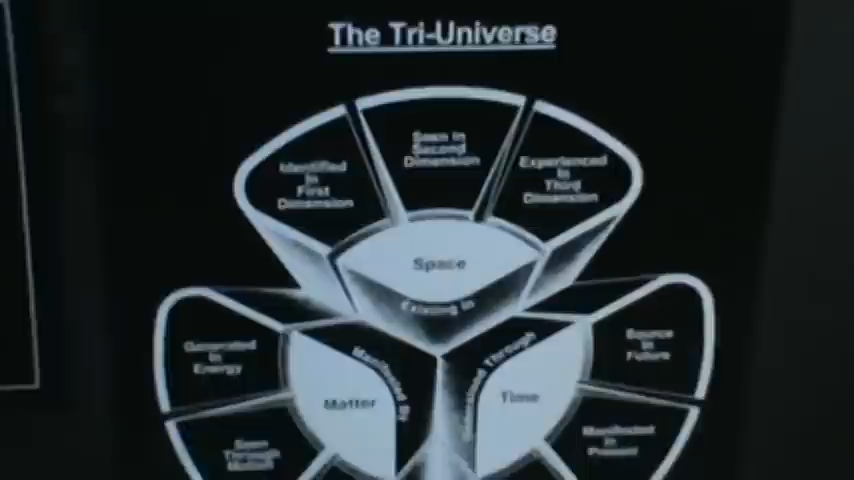 The Tri-Universe
Identified
in
First
Dimension
Seen in
Second
Dimension
Experienced
in
Third
Dimension
Space
Existing in
Generated
in
Energy
Manifested By
Matter
Through
Time
Source
in
Future
Seen
Through
Manifested
in
Present